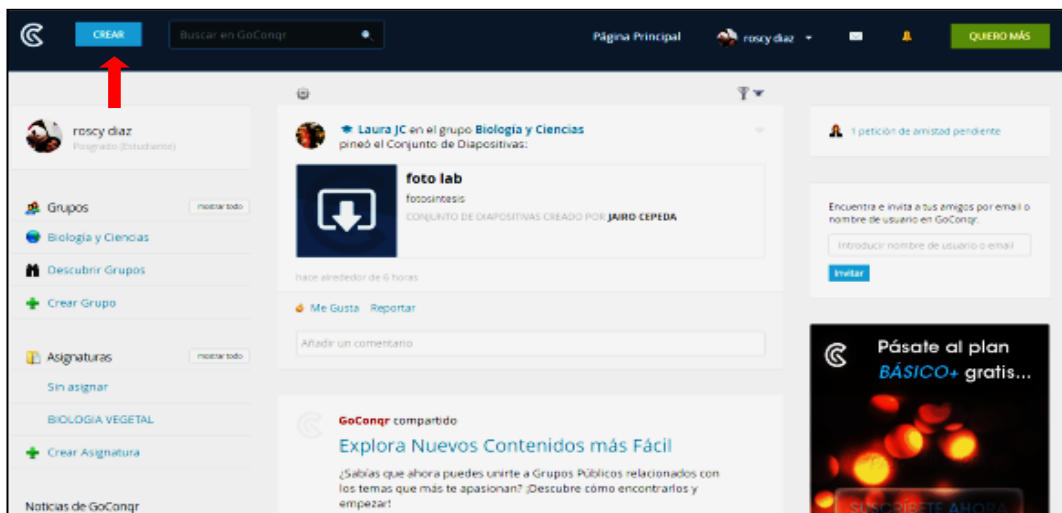 CREAR
Buscar en GoConqr
Página Principal
roscy diaz
QUIERO MÁS
roscy diaz
Posgrado (Estudiante)
Grupos
mostrar todo
Biología y Ciencias
Descubrir Grupos
Crear Grupo
Asignaturas
mostrar todo
Sin asignar
BIOLOGIA VEGETAL
Crear Asignatura
Noticias de GoConqr
Laura JC en el grupo Biología y Ciencias
pineó el Conjunto de Diapositivas:
foto lab
fotosintesis
CONJUNTO DE DIAPOSITIVAS CREADO POR JAIRO CEPEDA
hace alrededor de 6 horas
Me Gusta Reportar
Añadir un comentario
GoConqr compartido
Explora Nuevos Contenidos más Fácil
¿Sabías que ahora puedes unirte a Grupos Públicos relacionados con
los temas que más te apasionan? ¡Descubre cómo encontrarlos y
empezar!
1 petición de amistad pendiente
Encuentra e invita a tus amigos por email o
nombre de usuario en GoConqr.
Introducir nombre de usuario o email
Invitar
Pásate al plan
BÁSICO+ gratis...
SUSCRÍBETE AHORA